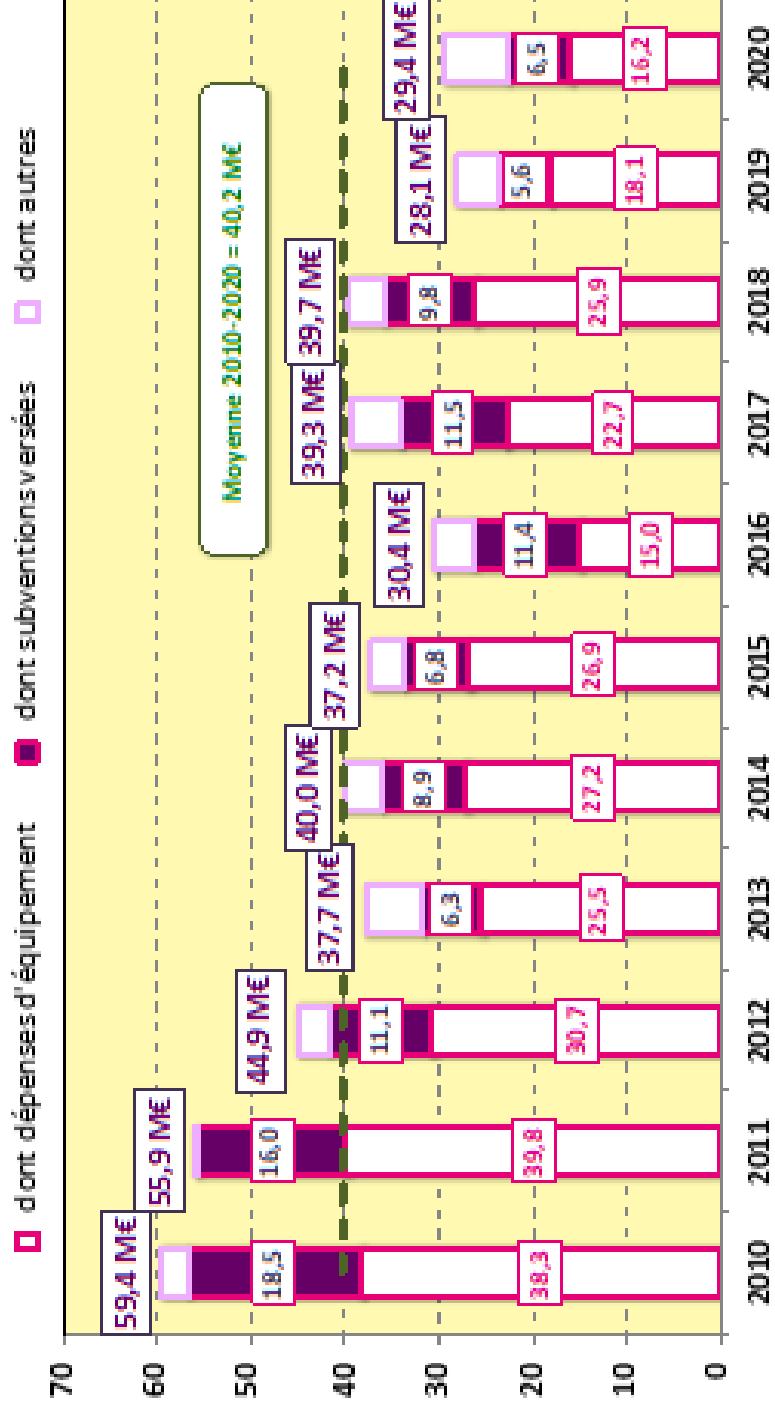 dont dépenses d'équipement
dont subventions versées
dont autres
70
60
50
40
30
20
10
0
59,4 M€
55,9 M€
44,9 M€
37,7 M€
40,0 M€
37,2 M€
30,4 M€
39,3 M€
39,7 M€
28,1 M€
29,4 M€
Moyenne 2010-2020 = 40,2 M€
18,5
16,0
11,1
6,3
8,9
6,8
11,4
11,5
9,8
5,6
6,5
38,3
39,8
30,7
25,5
27,2
26,9
15,0
22,7
25,9
18,1
16,2
2010
2011
2012
2013
2014
2015
2016
2017
2018
2019
2020